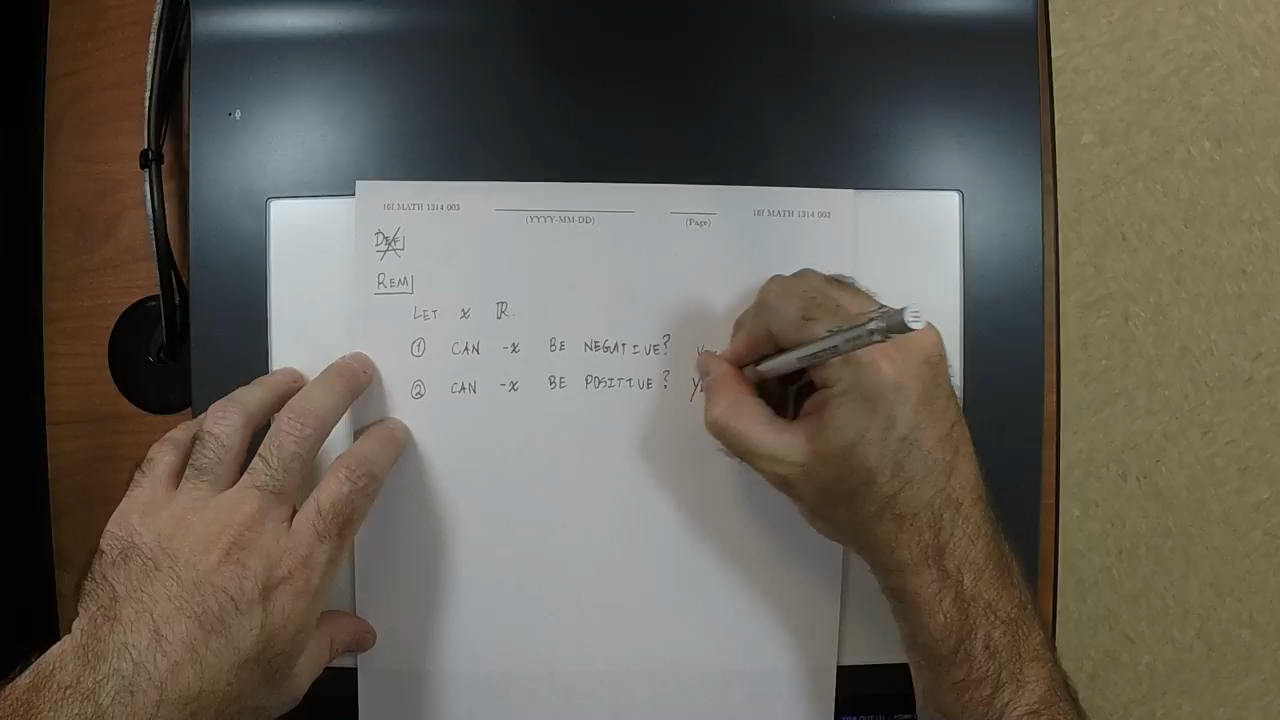 16f MATH 1314 003 (YYYY-MM-DD) (Page) 16f MATH 1314 003
DEF
REM
LET x ℝ.
① CAN -x BE NEGATIVE?
② CAN -x BE POSITIVE?